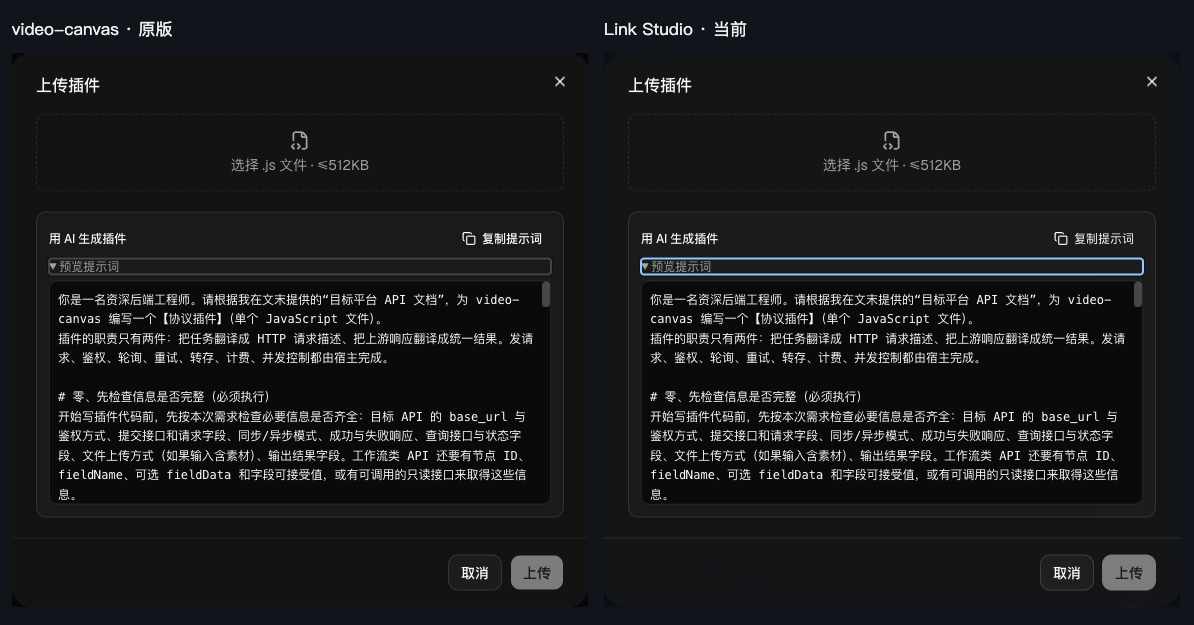 video-canvas · 原版
上传插件
选择 .js 文件 · ≤512KB
用 AI 生成插件
复制提示词
▼预览提示词
你是一名资深后端工程师。请根据我在文末提供的“目标平台 API 文档”，为 video-
canvas 编写一个【协议插件】（单个 JavaScript 文件）。
插件的职责只有两件：把任务翻译成 HTTP 请求描述、把上游响应翻译成统一结果。发请
求、鉴权、轮询、重试、转存、计费、并发控制都由宿主完成。
# 零、先检查信息是否完整（必须执行）
开始写插件代码前，先按本次需求检查必要信息是否齐全：目标 API 的 base_url 与
鉴权方式、提交接口和请求字段、同步/异步模式、成功与失败响应、查询接口与状态字
段、文件上传方式（如果输入含素材）、输出结果字段。工作流类 API 还要有节点 ID、
fieldName、可选 fieldData 和字段可接受值，或有可调用的只读接口来取得这些信
息。
取消
上传
Link Studio · 当前
上传插件
选择 .js 文件 · ≤512KB
用 AI 生成插件
复制提示词
▼预览提示词
你是一名资深后端工程师。请根据我在文末提供的“目标平台 API 文档”，为 video-
canvas 编写一个【协议插件】（单个 JavaScript 文件）。
插件的职责只有两件：把任务翻译成 HTTP 请求描述、把上游响应翻译成统一结果。发请
求、鉴权、轮询、重试、转存、计费、并发控制都由宿主完成。
# 零、先检查信息是否完整（必须执行）
开始写插件代码前，先按本次需求检查必要信息是否齐全：目标 API 的 base_url 与
鉴权方式、提交接口和请求字段、同步/异步模式、成功与失败响应、查询接口与状态字
段、文件上传方式（如果输入含素材）、输出结果字段。工作流类 API 还要有节点 ID、
fieldName、可选 fieldData 和字段可接受值，或有可调用的只读接口来取得这些信
息。
取消
上传